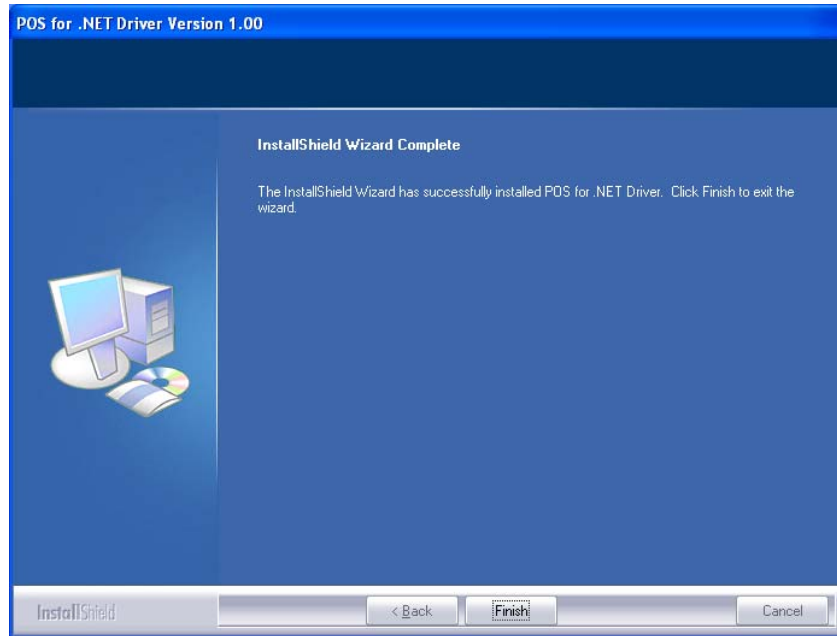 POS for .NET Driver Version 1.00
InstallShield Wizard Complete
The InstallShield Wizard has successfully installed POS for .NET Driver. Click Finish to exit the
wizard.
InstallShield
< Back
Finish
Cancel